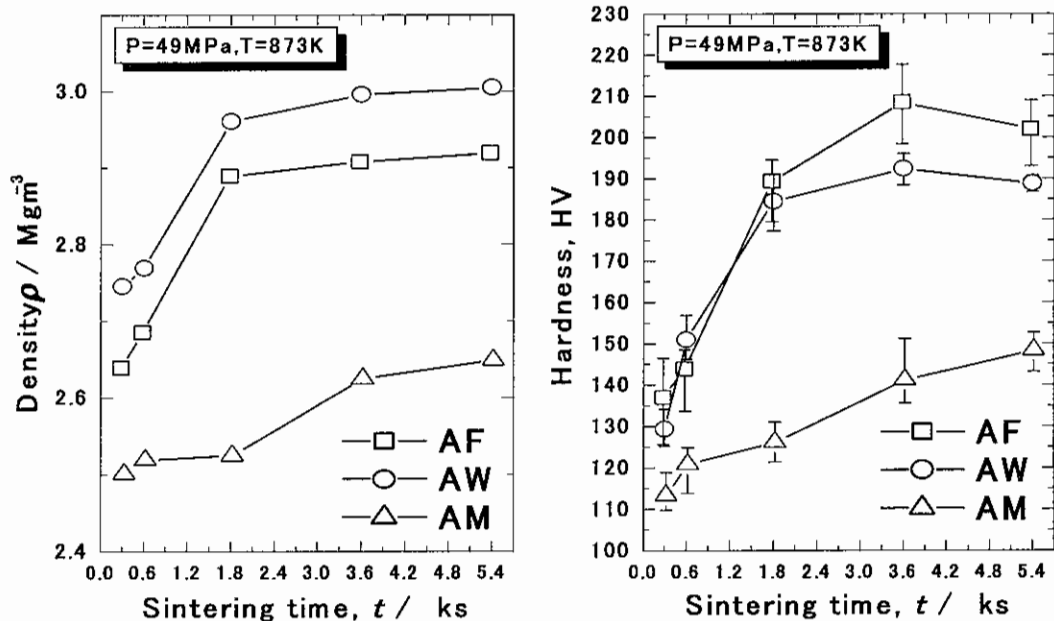 P=49MPa,T=873K
3.0
2.8
2.6
2.4
Densityρ / Mgm⁻³
AF
AW
AM
0.0 0.6 1.2 1.8 2.4 3.0 3.6 4.2 4.8 5.4
Sintering time, t / ks
P=49MPa,T=873K
230
220
210
200
190
180
170
160
150
140
130
120
110
100
Hardness, HV
AF
AW
AM
0.0 0.6 1.2 1.8 2.4 3.0 3.6 4.2 4.8 5.4
Sintering time, t / ks